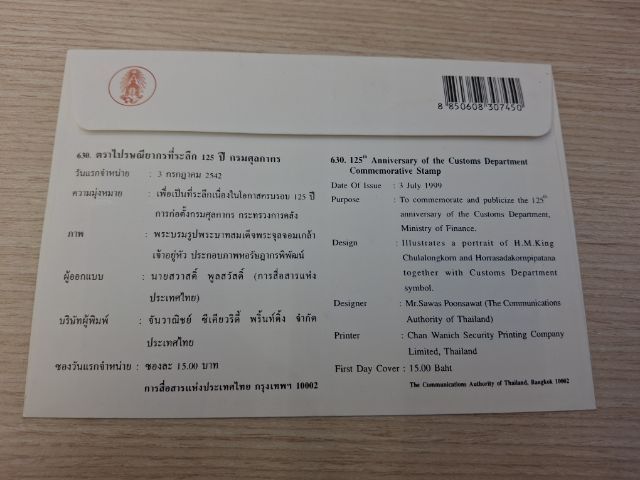 8 850608 307450
630. ตราไปรษณียากรที่ระลึก 125 ปี กรมศุลกากร
วันแรกจำหน่าย : 3 กรกฎาคม 2542
ความมุ่งหมาย : เพื่อเป็นที่ระลึกเนื่องในโอกาสครบรอบ 125 ปี
การก่อตั้งกรมศุลกากร กระทรวงการคลัง
ภาพ : พระบรมรูปพระบาทสมเด็จพระจุลจอมเกล้า
เจ้าอยู่หัว ประกอบภาพหอรัษฎากรพิพัฒน์
ผู้ออกแบบ : นายสวาสดิ์ พูลสวัสดิ์ (การสื่อสารแห่ง
ประเทศไทย)
บริษัทผู้พิมพ์ : จันวาณิชย์ ซีเคียวริตี้ พริ้นท์ติ้ง จำกัด
ประเทศไทย
ซองวันแรกจำหน่าย : ซองละ 15.00 บาท
การสื่อสารแห่งประเทศไทย กรุงเทพฯ 10002
630. 125th Anniversary of the Customs Department
Commemorative Stamp
Date Of Issue : 3 July 1999
Purpose : To commemorate and publicize the 125th
anniversary of the Customs Department,
Ministry of Finance.
Design : Illustrates a portrait of H.M.King
Chulalongkorn and Horrasadakornpipatana
together with Customs Department
symbol.
Designer : Mr.Sawas Poonsawat (The Communications
Authority of Thailand)
Printer : Chan Wanich Security Printing Company
Limited, Thailand
First Day Cover : 15.00 Baht
The Communications Authority of Thailand, Bangkok 10002